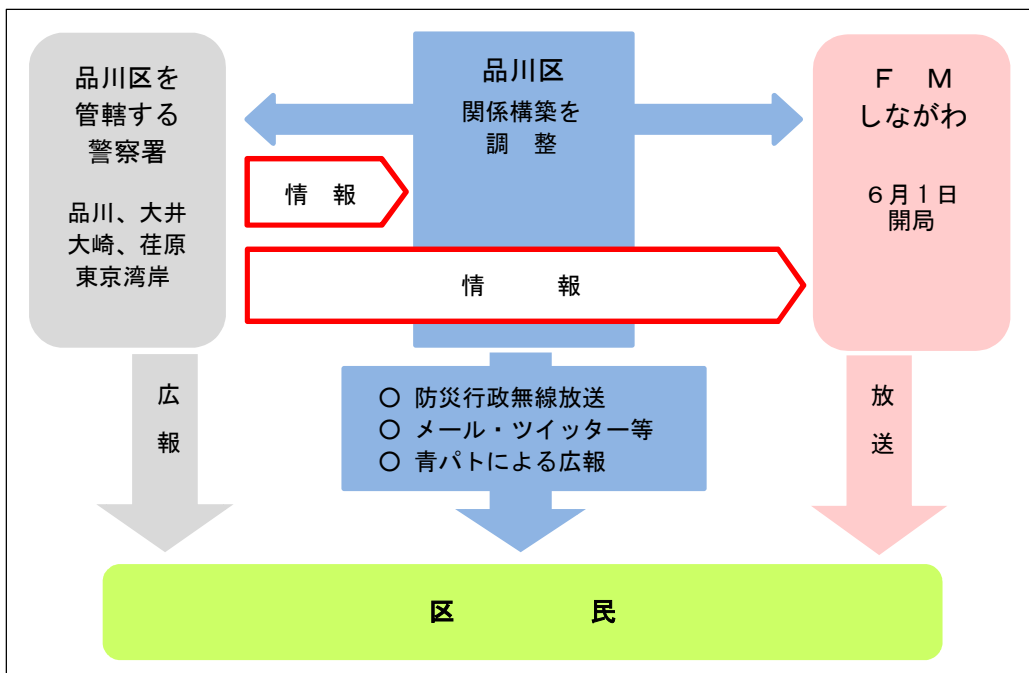 品川区を
管轄する
警察署
品川、大井
大崎、荏原
東京湾岸
品川区
関係構築を
調　整
Ｆ　Ｍ
しながわ
６月１日
開局
情　報
情　　　報
広
報
○ 防災行政無線放送
○ メール・ツイッター等
○ 青パトによる広報
放
送
区　　　　　民